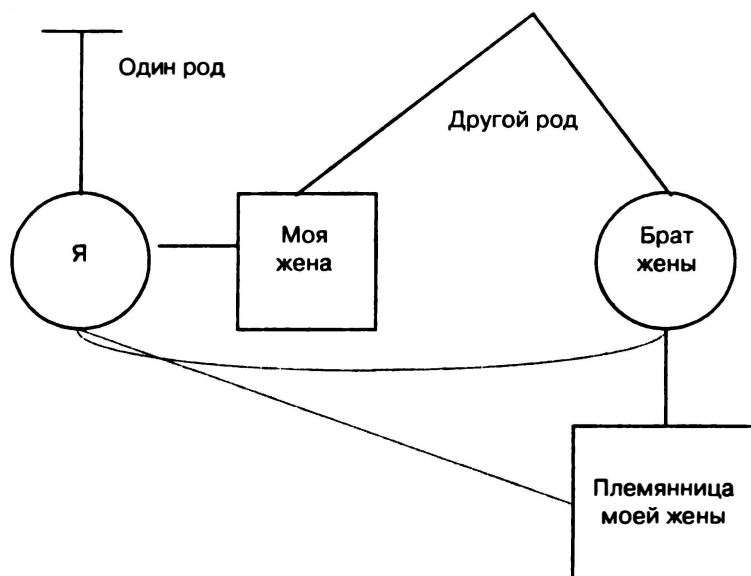 Один род
Другой род
Я
Моя
жена
Брат
жены
Племянница
моей жены